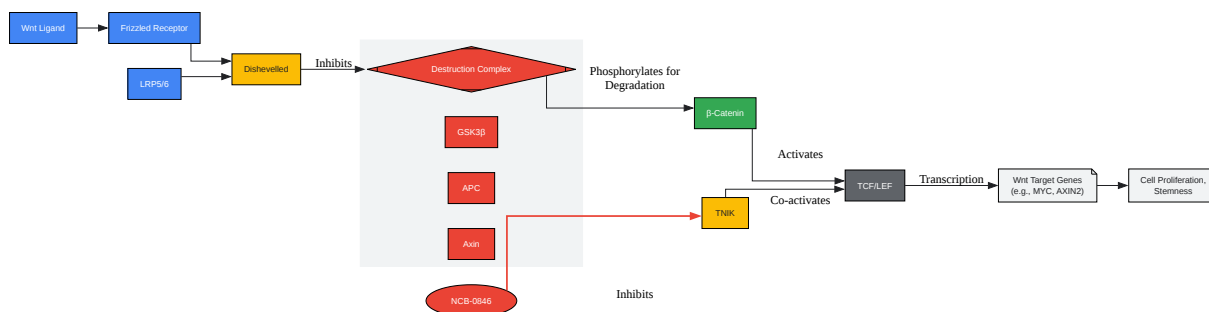 Wnt Ligand
Frizzled Receptor
LRP5/6
Dishevelled
Inhibits
Destruction Complex
GSK3β
APC
Axin
NCB-0846
Phosphorylates for
Degradation
β-Catenin
Activates
TNIK
Co-activates
Inhibits
TCF/LEF
Transcription
Wnt Target Genes
(e.g., MYC, AXIN2)
Cell Proliferation,
Stemness